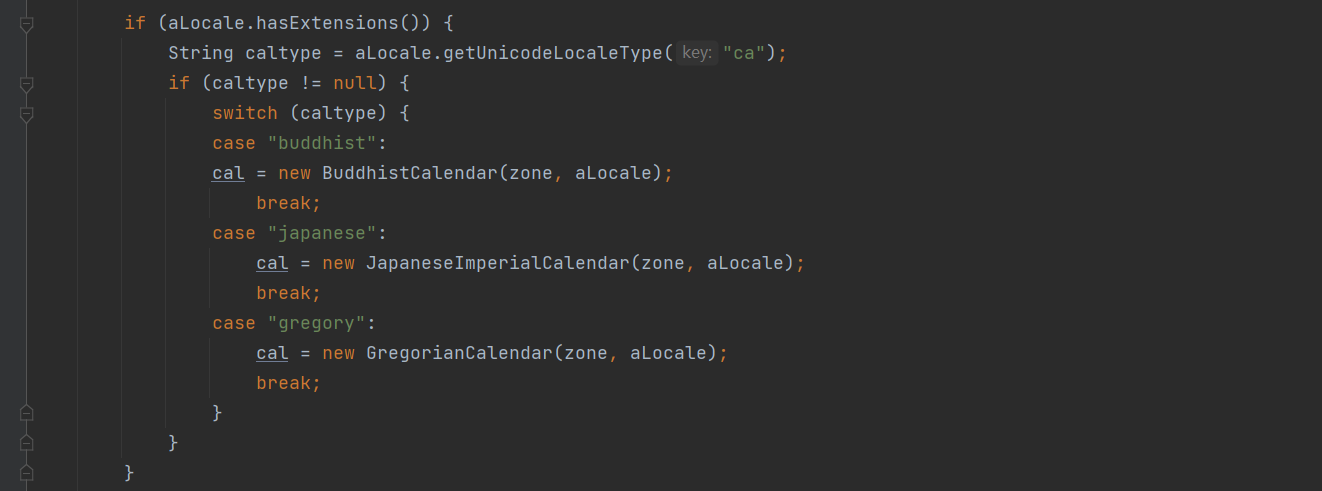 if (aLocale.hasExtensions()) {
String caltype = aLocale.getUnicodeLocaleType( key: "ca");
if (caltype != null) {
switch (caltype) {
case "buddhist":
cal = new BuddhistCalendar(zone, aLocale);
break;
case "japanese":
cal = new JapaneseImperialCalendar(zone, aLocale);
break;
case "gregory":
cal = new GregorianCalendar(zone, aLocale);
break;
}
}
}